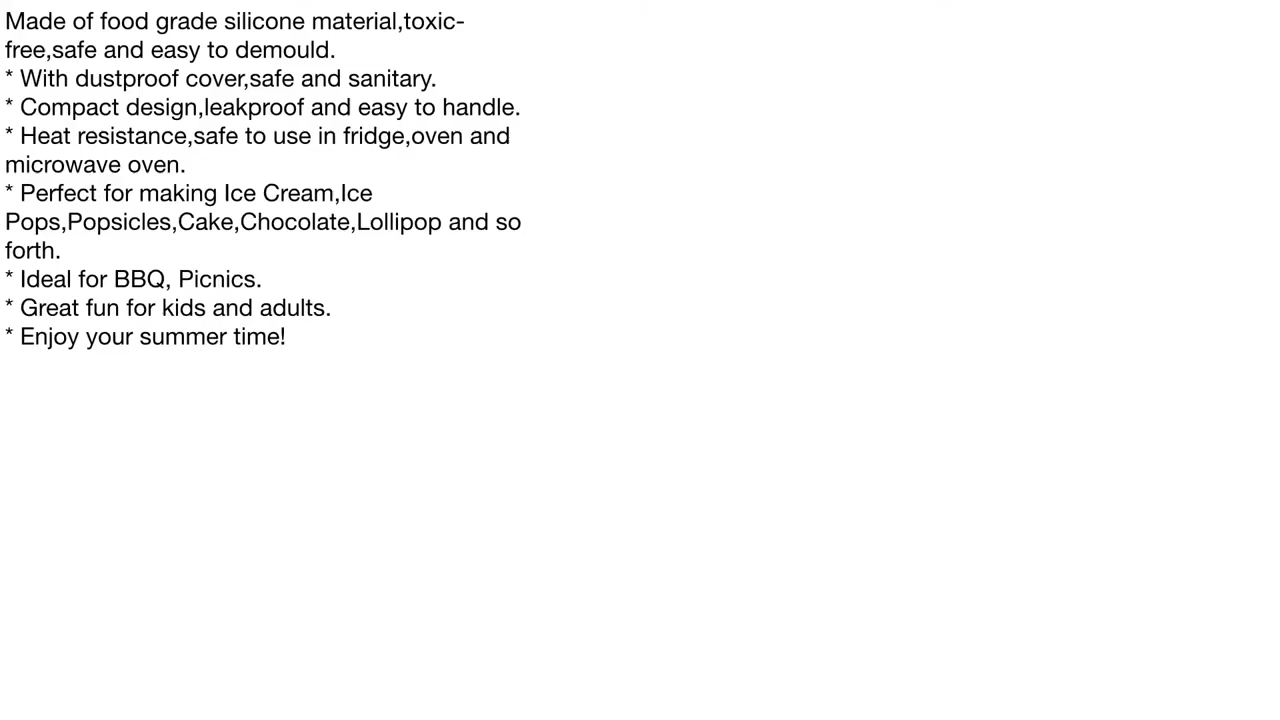 Made of food grade silicone material,toxic-
free,safe and easy to demould.
* With dustproof cover,safe and sanitary.
* Compact design,leakproof and easy to handle.
* Heat resistance,safe to use in fridge,oven and
microwave oven.
* Perfect for making Ice Cream,Ice
Pops,Popsicles,Cake,Chocolate,Lollipop and so
forth.
* Ideal for BBQ, Picnics.
* Great fun for kids and adults.
* Enjoy your summer time!